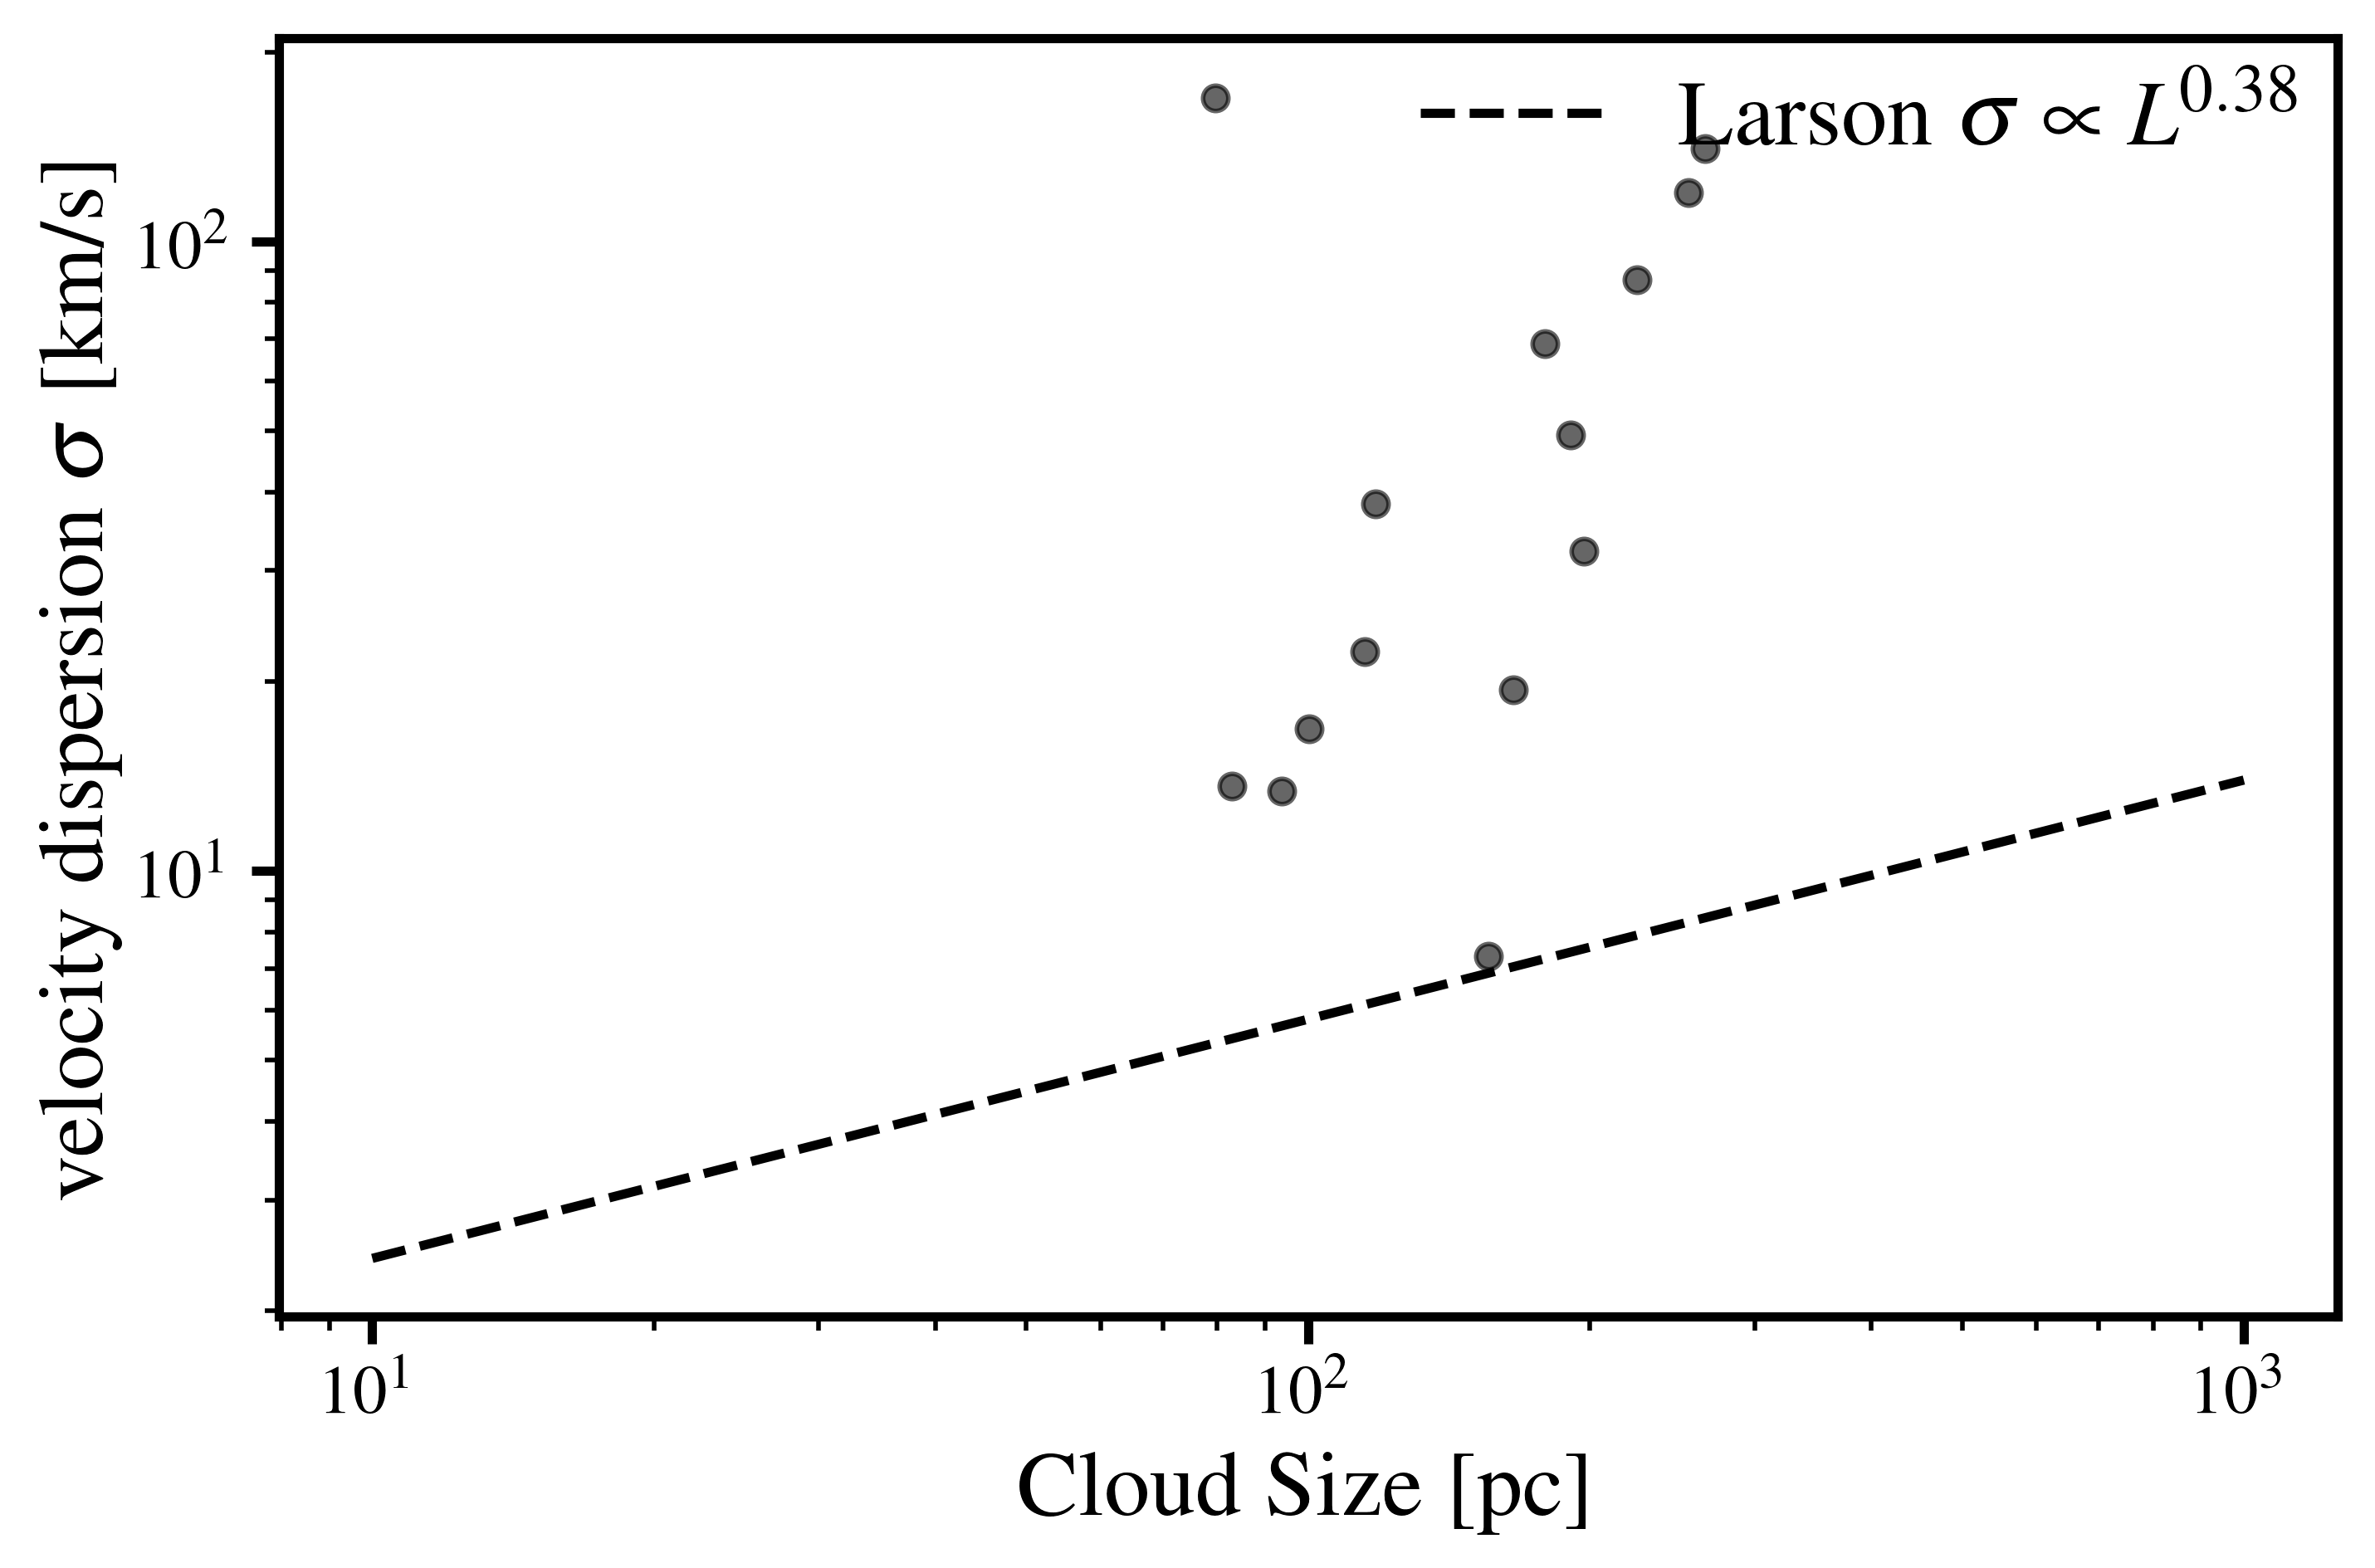 Larson σ ∝ L^0.38
velocity dispersion σ [km/s]
10^2
10^1
10^1 10^2 10^3
Cloud Size [pc]